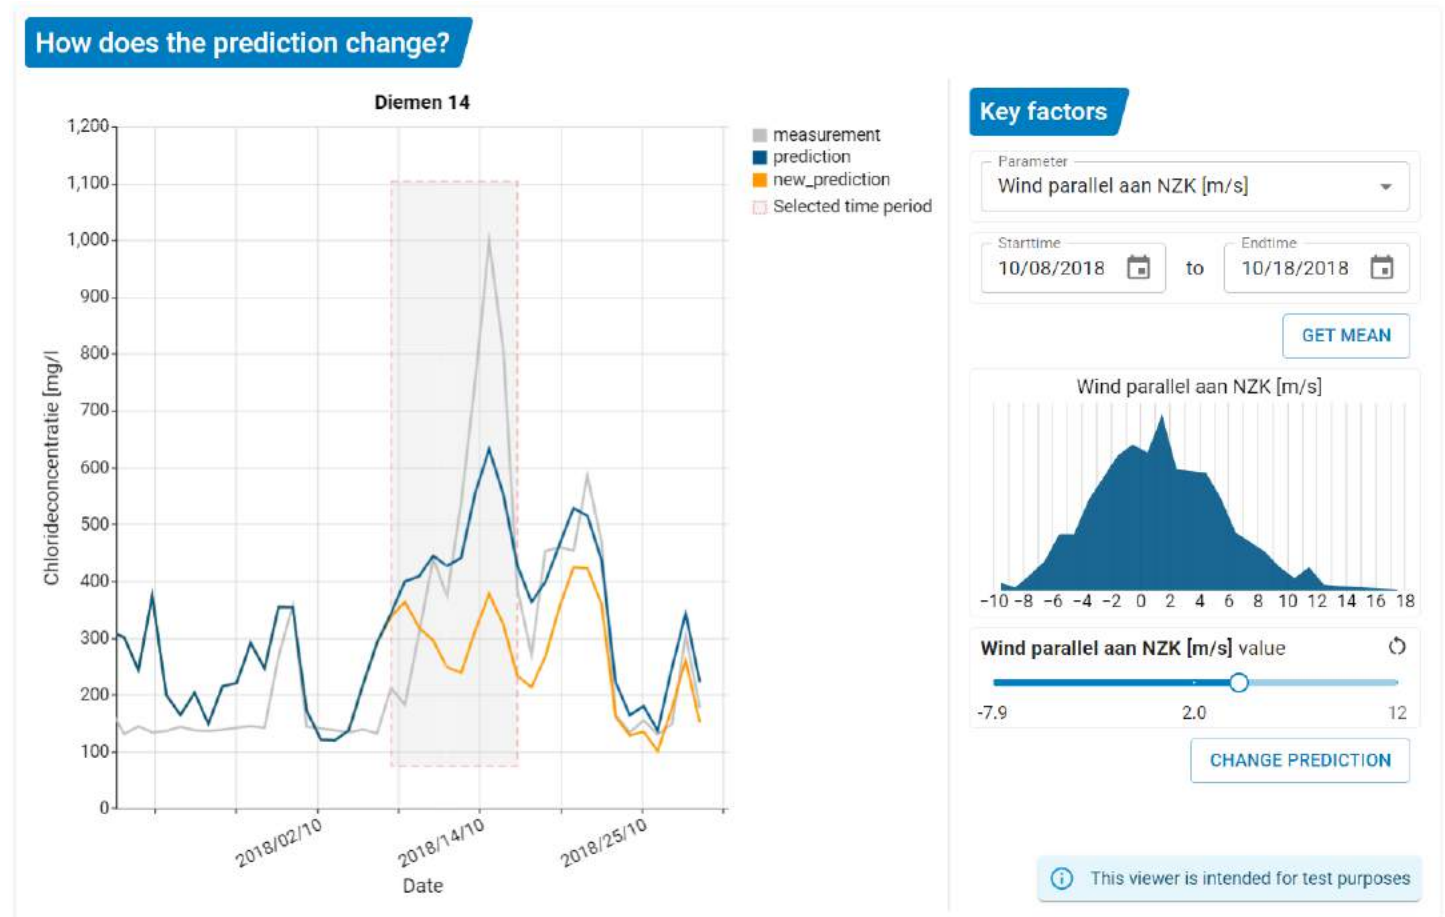 How does the prediction change?
Diemen 14
1,200
1,100
1,000
900
800
700
600
500
400
300
200
100
0
Chlorideconcentratie [mg/l
2018/02/10
2018/14/10
2018/25/10
Date
measurement
prediction
new_prediction
Selected time period
Key factors
Parameter
Wind parallel aan NZK [m/s]
Starttime
10/08/2018
to
Endtime
10/18/2018
GET MEAN
Wind parallel aan NZK [m/s]
−10 −8 −6 −4 −2 0 2 4 6 8 10 12 14 16 18
Wind parallel aan NZK [m/s] value
-7.9 2.0 12
CHANGE PREDICTION
This viewer is intended for test purposes